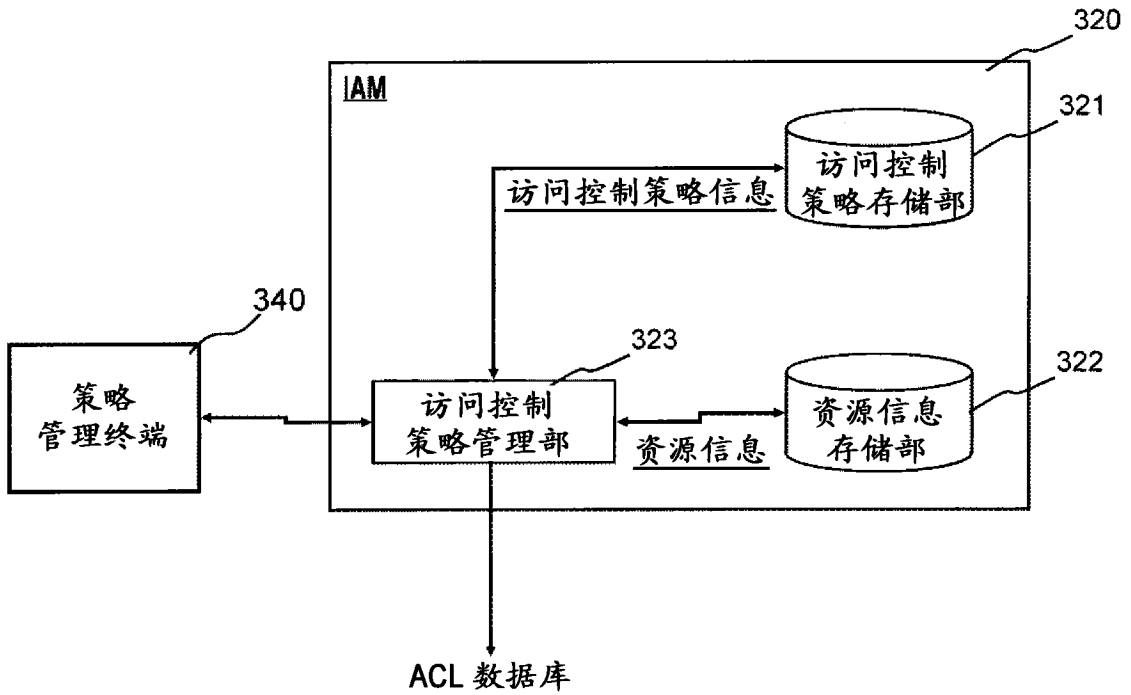 320
IAM
321
访问控制
策略存储部
访问控制策略信息
340
323
322
策略
管理终端
访问控制
策略管理部
资源信息
资源信息
存储部
ACL 数据库